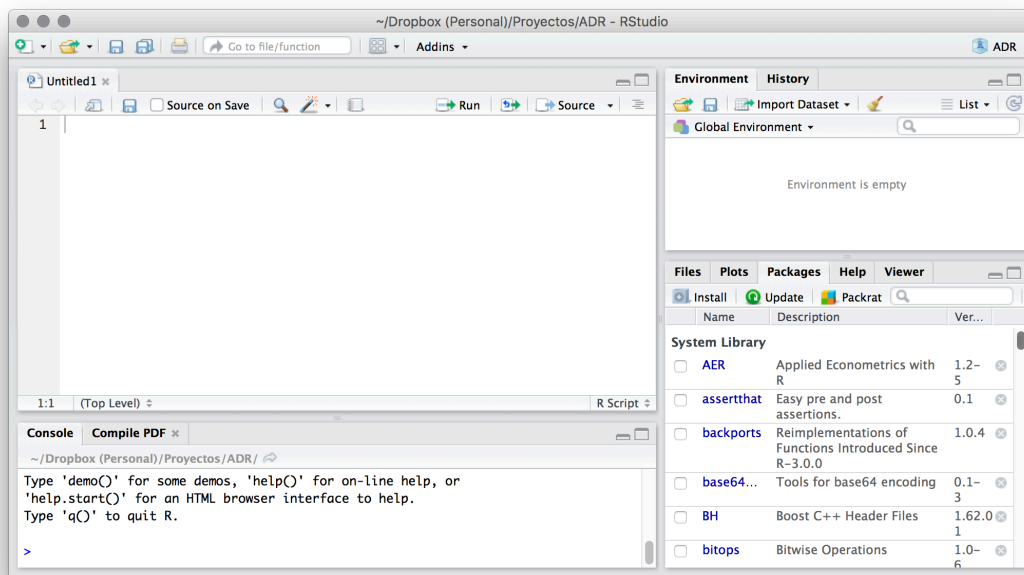 ~/Dropbox (Personal)/Proyectos/ADR - RStudio
Go to file/function
Addins
ADR
Untitled1
Source on Save
Run
Source
1
1:1
(Top Level)
R Script
Console
Compile PDF
~/Dropbox (Personal)/Proyectos/ADR/
Type 'demo()' for some demos, 'help()' for on-line help, or
'help.start()' for an HTML browser interface to help.
Type 'q()' to quit R.
>
Environment
History
Import Dataset
List
Global Environment
Environment is empty
Files
Plots
Packages
Help
Viewer
Install
Update
Packrat
Name
Description
Ver...
System Library
AER
Applied Econometrics with
R
1.2-
5
assertthat
Easy pre and post
assertions.
0.1
backports
Reimplementations of
Functions Introduced Since
R-3.0.0
1.0.4
base64...
Tools for base64 encoding
0.1-
3
BH
Boost C++ Header Files
1.62.0
1
bitops
Bitwise Operations
1.0-
6